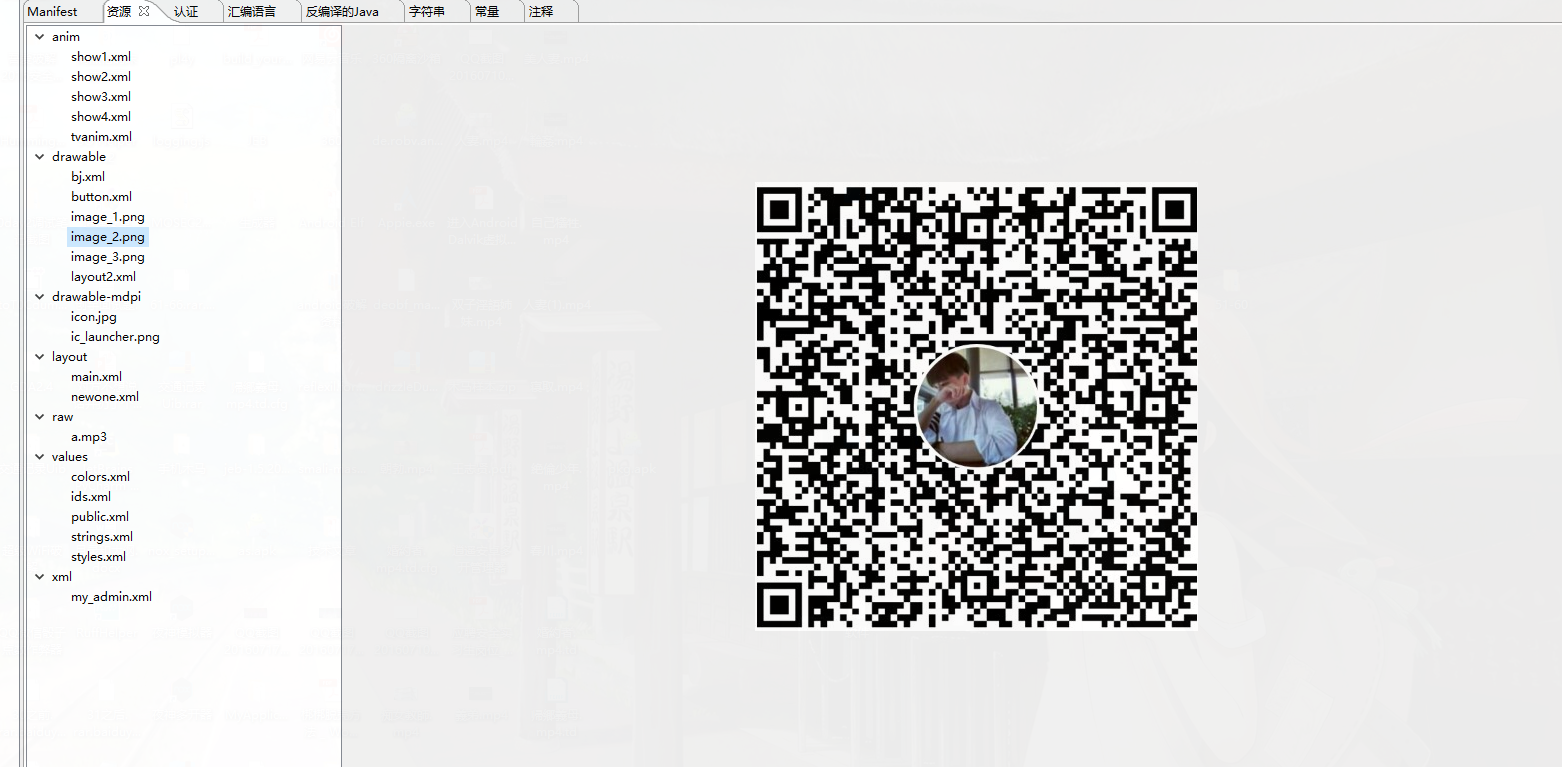 Manifest 资源 认证 汇编语言 反编译的Java 字符串 常量 注释
anim
show1.xml
show2.xml
show3.xml
show4.xml
tvanim.xml
drawable
bj.xml
button.xml
image_1.png
image_2.png
image_3.png
layout2.xml
drawable-mdpi
icon.jpg
ic_launcher.png
layout
main.xml
newone.xml
raw
a.mp3
values
colors.xml
ids.xml
public.xml
strings.xml
styles.xml
xml
my_admin.xml